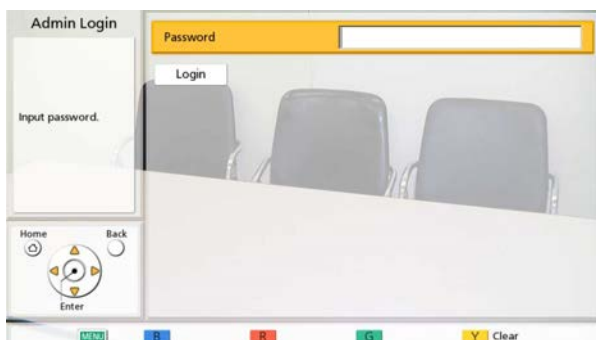 Admin Login
Password
Login
Input password.
Home
Back
Enter
MENU
B
R
G
Y Clear